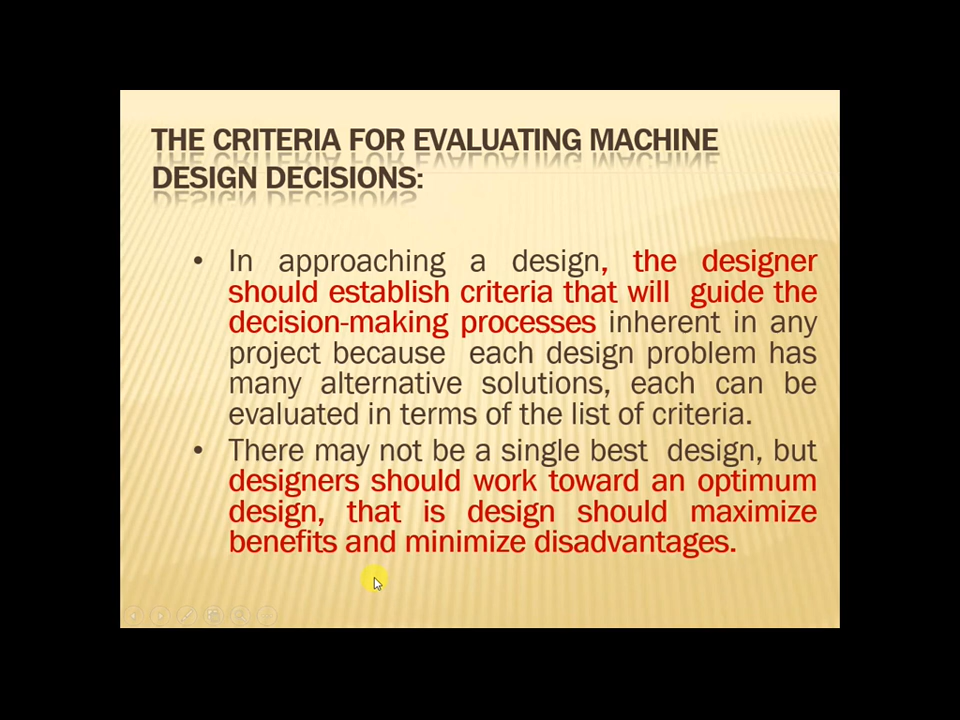 THE CRITERIA FOR EVALUATING MACHINE
DESIGN DECISIONS:
• In approaching a design, the designer
should establish criteria that will guide the
decision-making processes inherent in any
project because each design problem has
many alternative solutions, each can be
evaluated in terms of the list of criteria.
• There may not be a single best design, but
designers should work toward an optimum
design, that is design should maximize
benefits and minimize disadvantages.